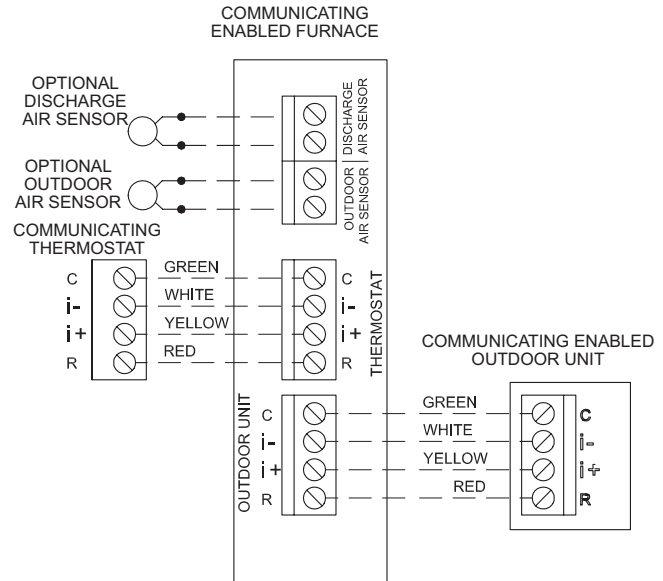 COMMUNICATING
ENABLED FURNACE
OPTIONAL
DISCHARGE
AIR SENSOR
DISCHARGE
AIR SENSOR
OPTIONAL
OUTDOOR
AIR SENSOR
OUTDOOR
AIR SENSOR
COMMUNICATING
THERMOSTAT
C GREEN C
i- WHITE i-
i+ YELLOW i+
R RED R
THERMOSTAT
COMMUNICATING ENABLED
OUTDOOR UNIT
OUTDOOR UNIT
C GREEN C
i- WHITE i-
i+ YELLOW i+
R RED R